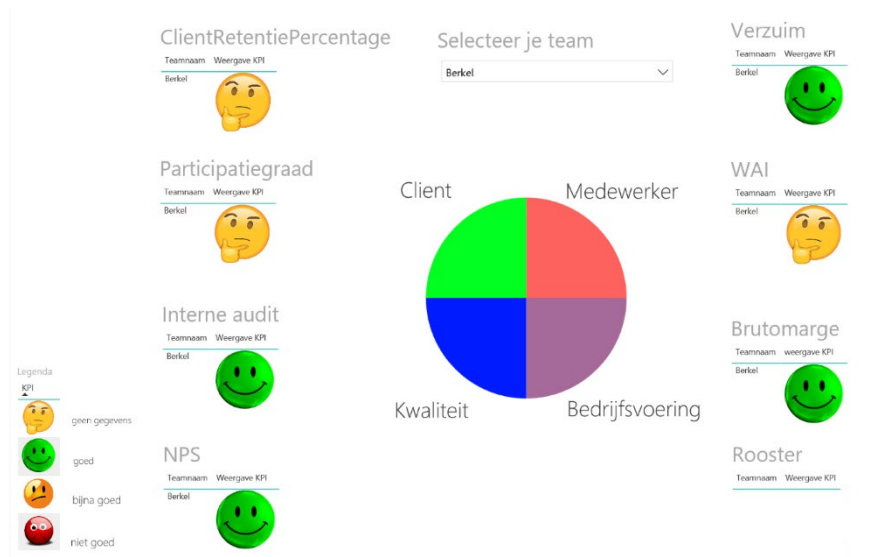 ClientRetentiePercentage
Teamnaam Weergave KPI
Berkel
Selecteer je team
Berkel
Verzuim
Teamnaam Weergave KPI
Berkel
Participatiegraad
Teamnaam Weergave KPI
Berkel
Client
Medewerker
WAI
Teamnaam Weergave KPI
Berkel
Interne audit
Teamnaam Weergave KPI
Berkel
Brutomarge
Teamnaam weergave KPI
Berkel
Kwaliteit
Bedrijfsvoering
Legenda
KPI
geen gegevens
goed
bijna goed
niet goed
NPS
Teamnaam Weergave KPI
Berkel
Rooster
Teamnaam Weergave KPI